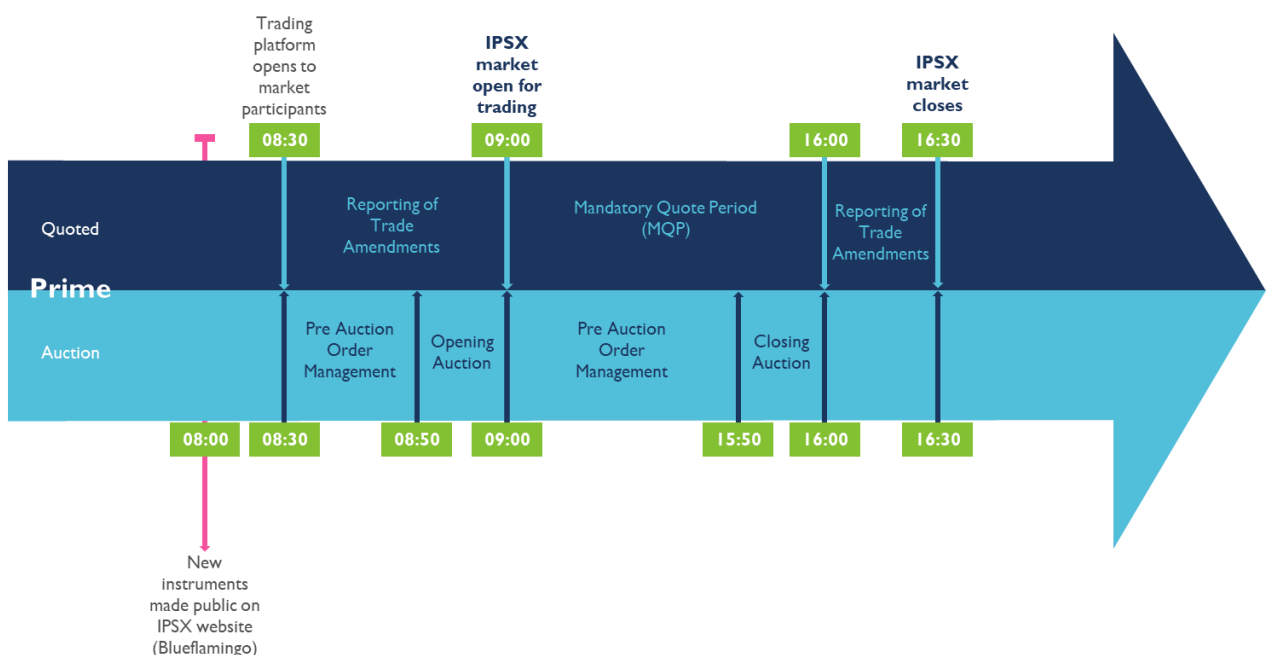 Trading
platform
opens to
market
participants
IPSX
market
open for
trading
IPSX
market
closes
08:30
09:00
16:00
16:30
Quoted
Reporting of
Trade
Amendments
Mandatory Quote Period
(MQP)
Reporting of
Trade
Amendments
Prime
Auction
Pre Auction
Order
Management
Opening
Auction
Pre Auction
Order
Management
Closing
Auction
08:00
08:30
08:50
09:00
15:50
16:00
16:30
New
instruments
made public on
IPSX website
(Blueflamingo)